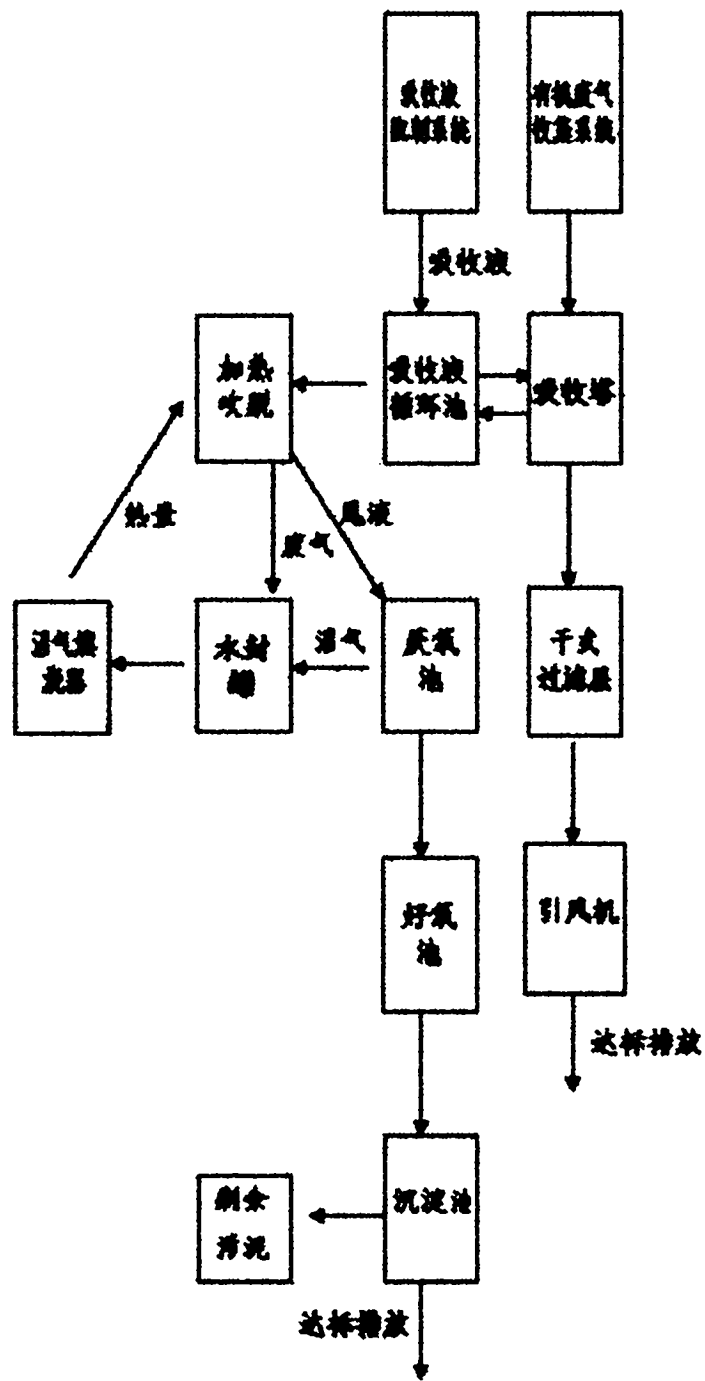 吸收液
控制系统
有机废气
收集系统
吸收液
加热
吹脱
吸收液
循环池
吸收塔
热量
废气
尾液
沼气燃
烧器
水封
罐
沼气
厌氧
池
干式
过滤层
好氧
池
引风机
达标排放
剩余
污泥
沉淀池
达标排放